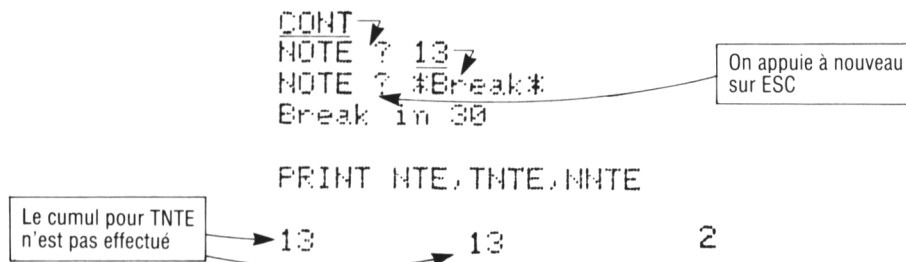 CONT
NOTE ? 13
NOTE ? *Break*
Break in 30
On appuie à nouveau
sur ESC
PRINT NTE,TNTE,NNTE
Le cumul pour TNTE
n'est pas effectué
13 13 2